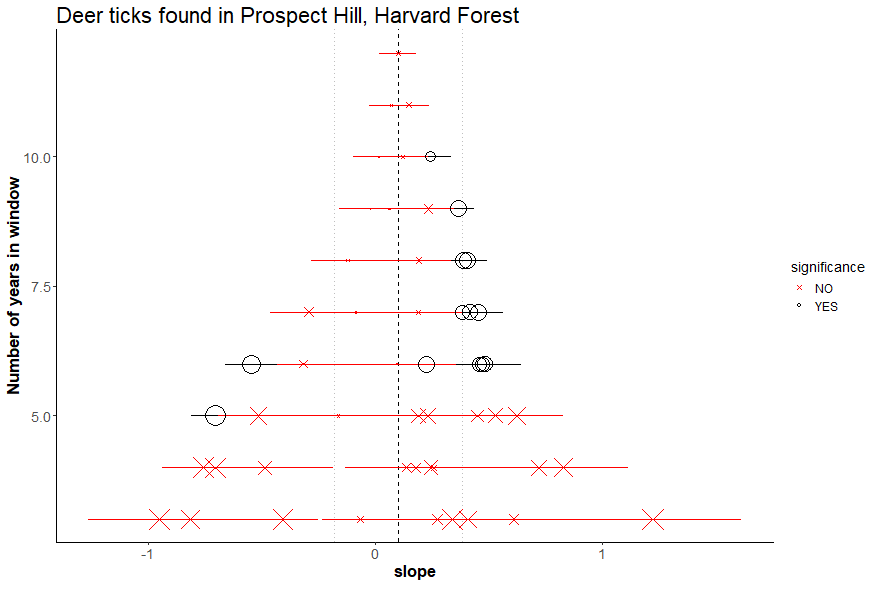 Deer ticks found in Prospect Hill, Harvard Forest
Number of years in window
10.0
7.5
5.0
-1
0
1
slope
significance
NO
YES